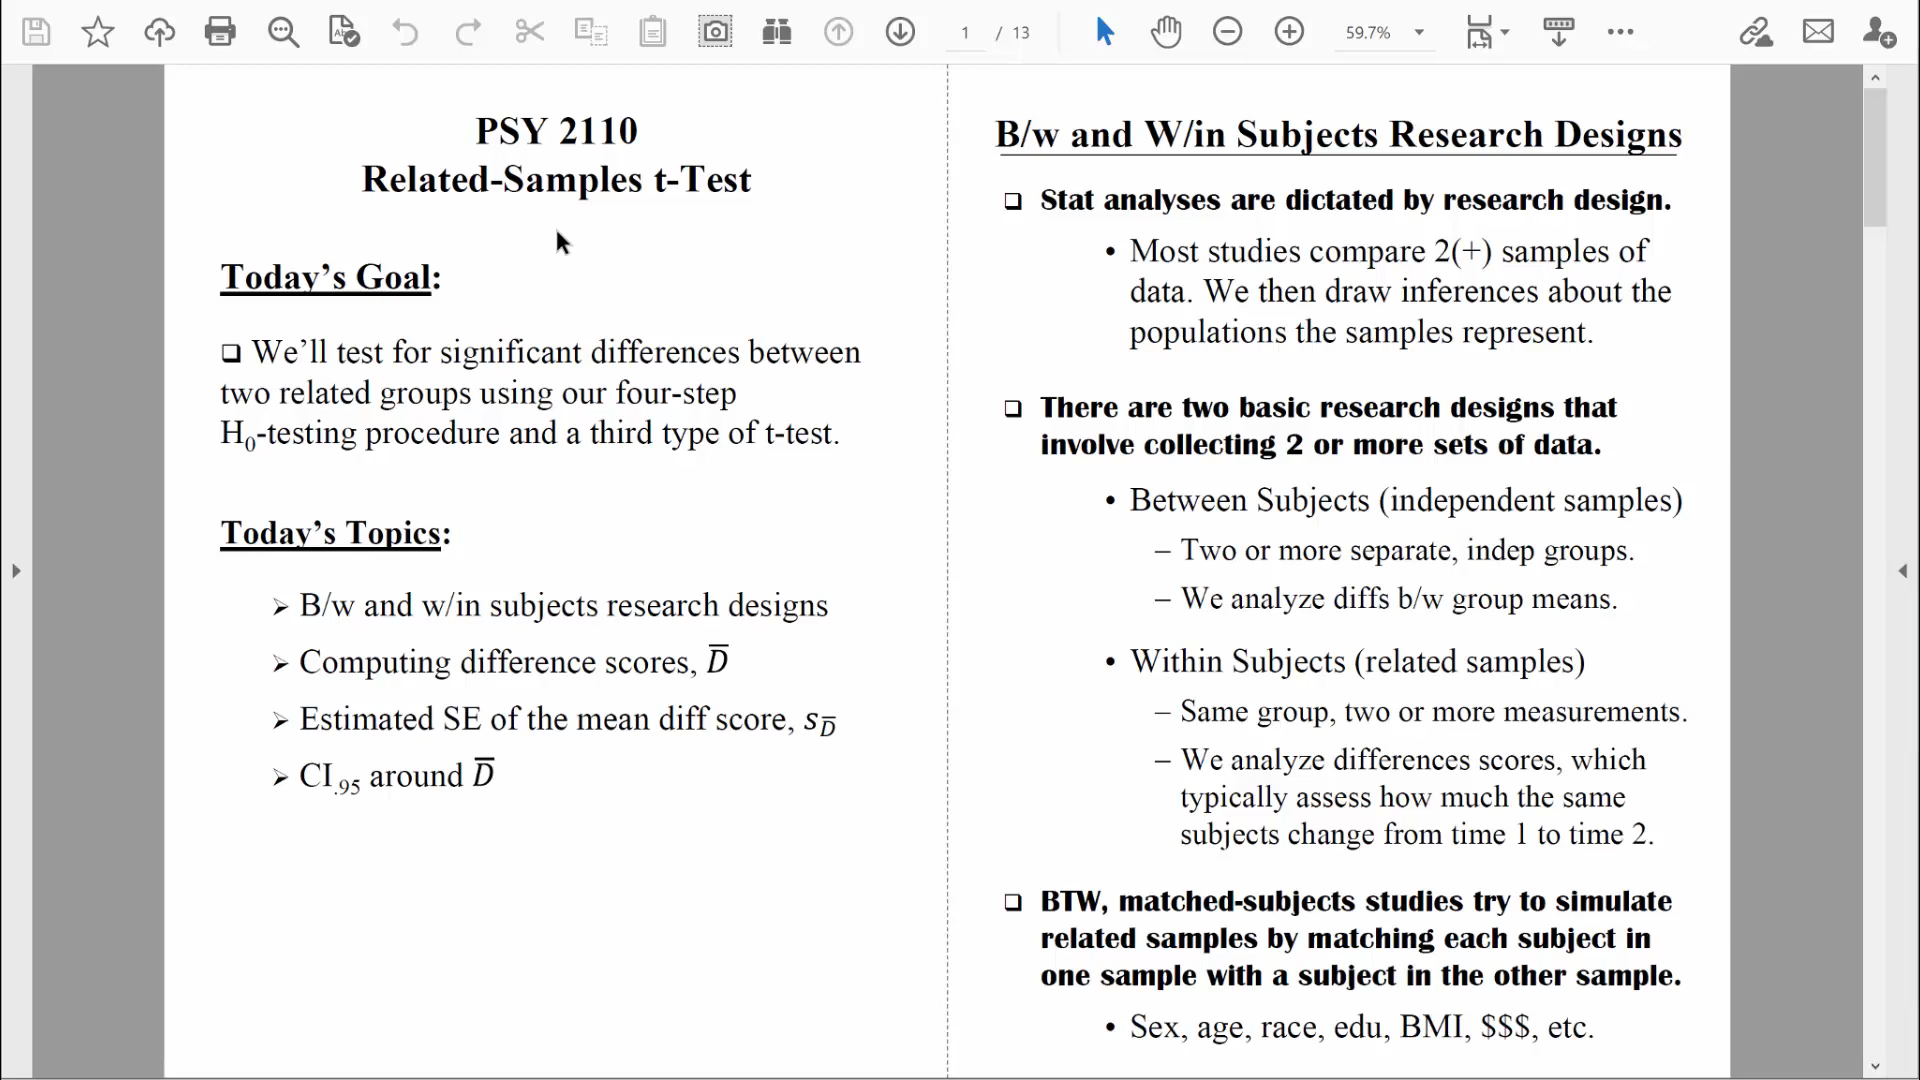 1 / 13
59.7%
PSY 2110
Related-Samples t-Test
Today’s Goal:
❑ We’ll test for significant differences between
two related groups using our four-step
H₀-testing procedure and a third type of t-test.
Today’s Topics:
➢ B/w and w/in subjects research designs
➢ Computing difference scores, D̅
➢ Estimated SE of the mean diff score, s_D̅
➢ CI.95 around D̅
B/w and W/in Subjects Research Designs
❑ Stat analyses are dictated by research design.
• Most studies compare 2(+) samples of
data. We then draw inferences about the
populations the samples represent.
❑ There are two basic research designs that
involve collecting 2 or more sets of data.
• Between Subjects (independent samples)
– Two or more separate, indep groups.
– We analyze diffs b/w group means.
• Within Subjects (related samples)
– Same group, two or more measurements.
– We analyze differences scores, which
typically assess how much the same
subjects change from time 1 to time 2.
❑ BTW, matched-subjects studies try to simulate
related samples by matching each subject in
one sample with a subject in the other sample.
• Sex, age, race, edu, BMI, $$$, etc.